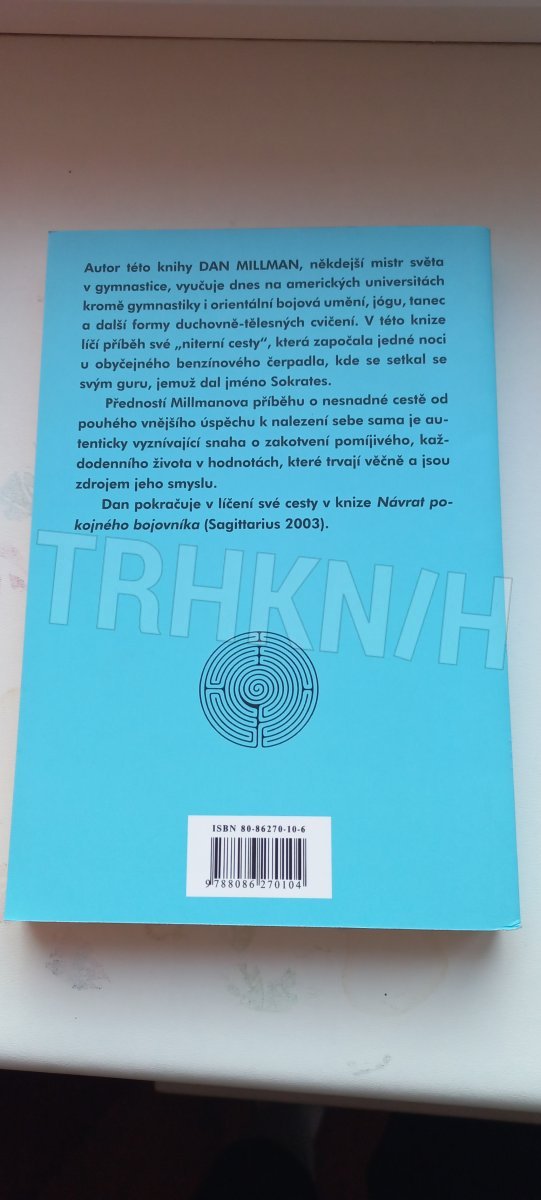 Autor této knihy DAN MILLMAN, někdejší mistr světa
v gymnastice, vyučuje dnes na amerických universitách
kromě gymnastiky i orientální bojová umění, jógu, tanec
a další formy duchovně-tělesných cvičení. V této knize
líčí příběh své „niterní cesty", která započala jedné noci
u obyčejného benzínového čerpadla, kde se setkal se
svým guru, jemuž dal jméno Sokrates.
Předností Millmanova příběhu o nesnadné cestě od
pouhého vnějšího úspěchu k nalezení sebe sama je au-
tenticky vyznívající snaha o zakotvení pomíjivého, kaž-
dodenního života v hodnotách, které trvají věčně a jsou
zdrojem jeho smyslu.
Dan pokračuje v líčení své cesty v knize Návrat po-
kojného bojovníka (Sagittarius 2003).
TRHKN/H
ISBN 80-86270-10-6
9 788086 270104